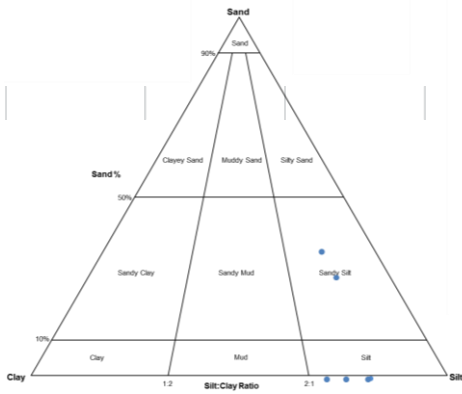 Sand
Sand
90%
Clayey Sand Muddy Sand Silty Sand
Sand %
50%
Sandy Clay Sandy Mud Sandy Silt
10%
Clay Mud Silt
Clay Silt
1:2 2:1
Silt:Clay Ratio